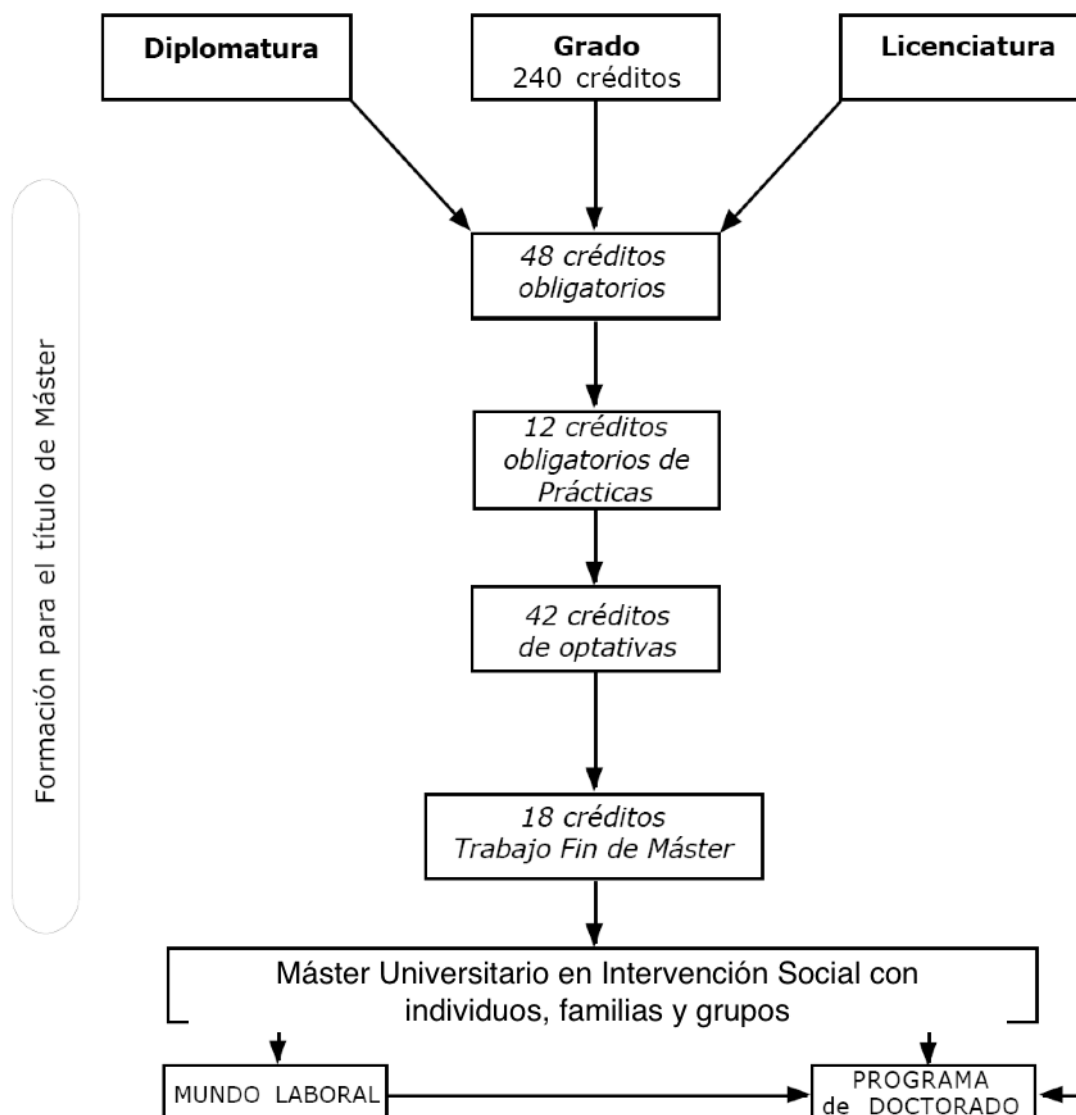 Diplomatura
Grado
240 créditos
Licenciatura
Formación para el título de Máster
48 créditos
obligatorios
12 créditos
obligatorios de
Prácticas
42 créditos
de optativas
18 créditos
Trabajo Fin de Máster
Máster Universitario en Intervención Social con
individuos, familias y grupos
MUNDO LABORAL
PROGRAMA
de DOCTORADO